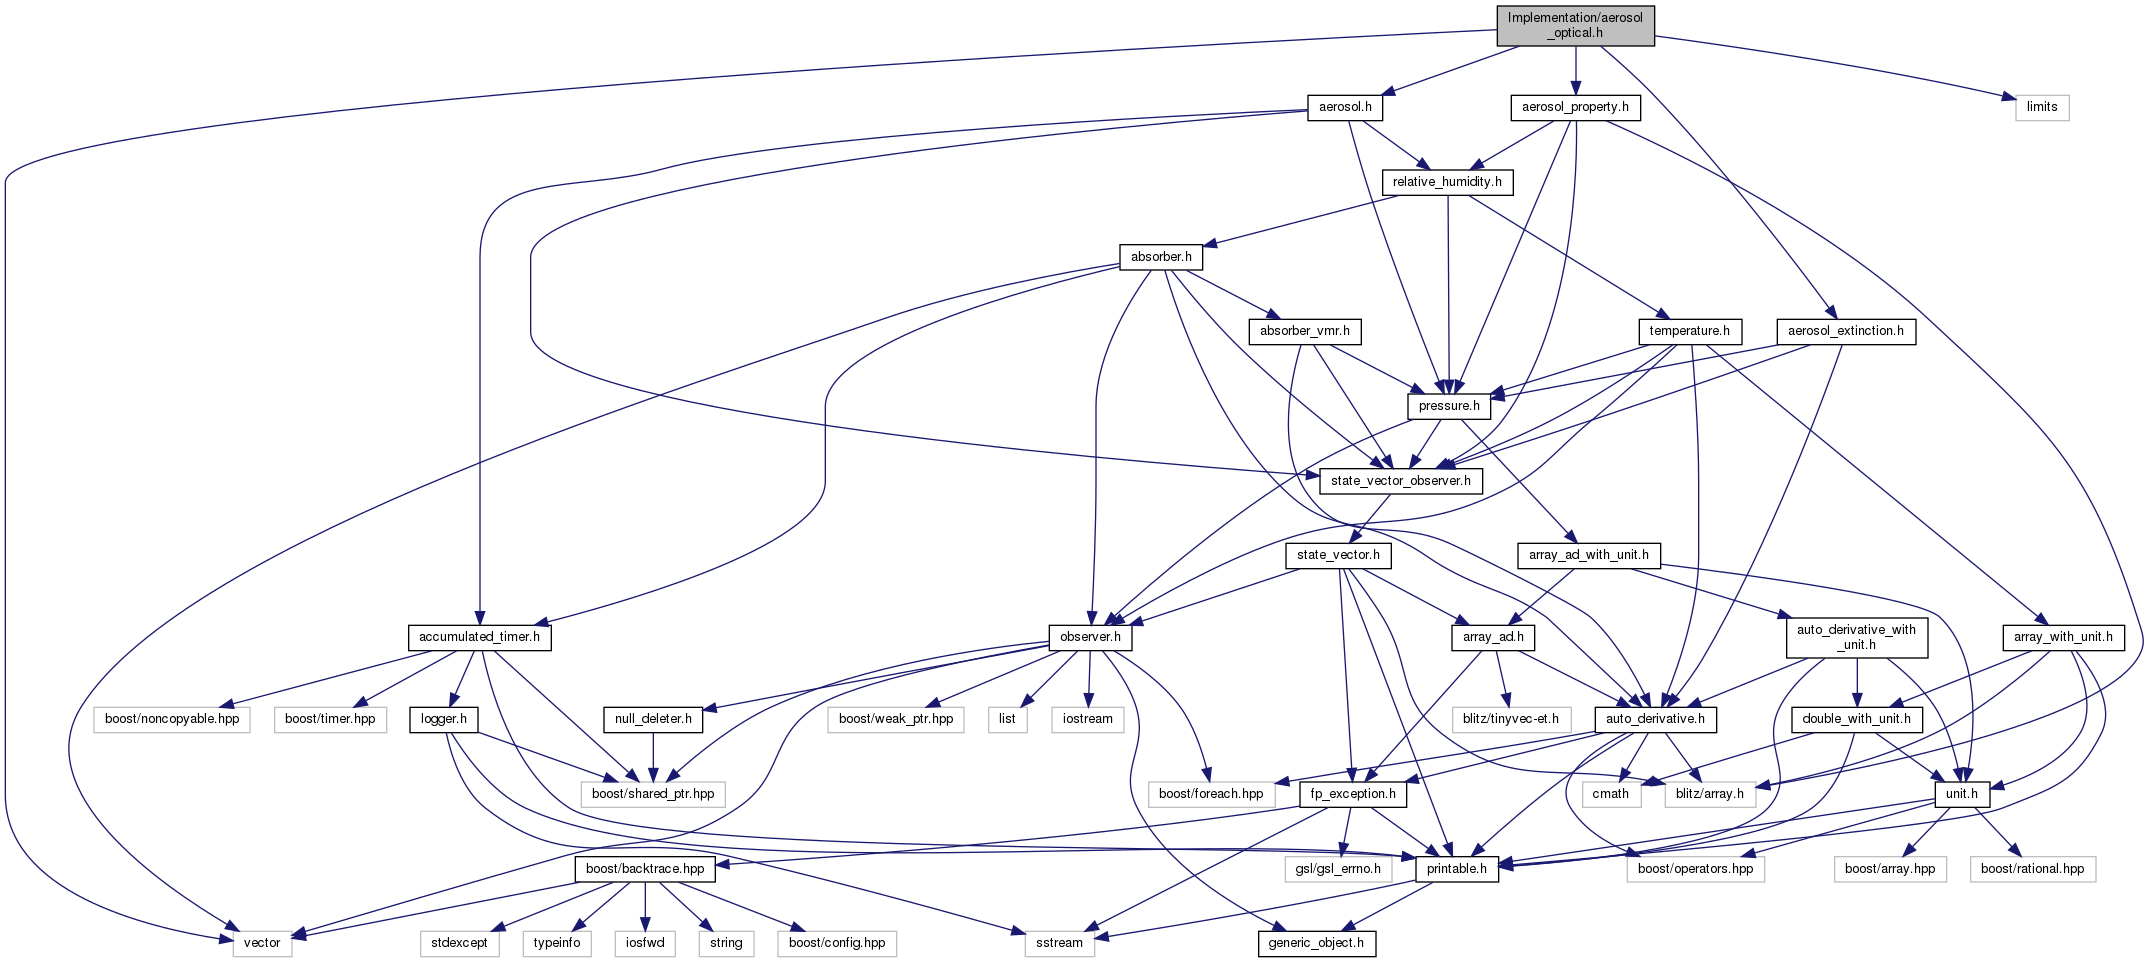 Implementation/aerosol
_optical.h
aerosol.h
aerosol_property.h
limits
relative_humidity.h
absorber.h
absorber_vmr.h
temperature.h
aerosol_extinction.h
pressure.h
state_vector_observer.h
state_vector.h
array_ad_with_unit.h
accumulated_timer.h
observer.h
array_ad.h
auto_derivative_with
_unit.h
array_with_unit.h
boost/noncopyable.hpp
boost/timer.hpp
logger.h
null_deleter.h
boost/weak_ptr.hpp
list
iostream
blitz/tinyvec-et.h
auto_derivative.h
double_with_unit.h
boost/shared_ptr.hpp
boost/foreach.hpp
fp_exception.h
cmath
blitz/array.h
unit.h
boost/backtrace.hpp
gsl/gsl_errno.h
printable.h
boost/operators.hpp
boost/array.hpp
boost/rational.hpp
vector
stdexcept
typeinfo
iosfwd
string
boost/config.hpp
sstream
generic_object.h